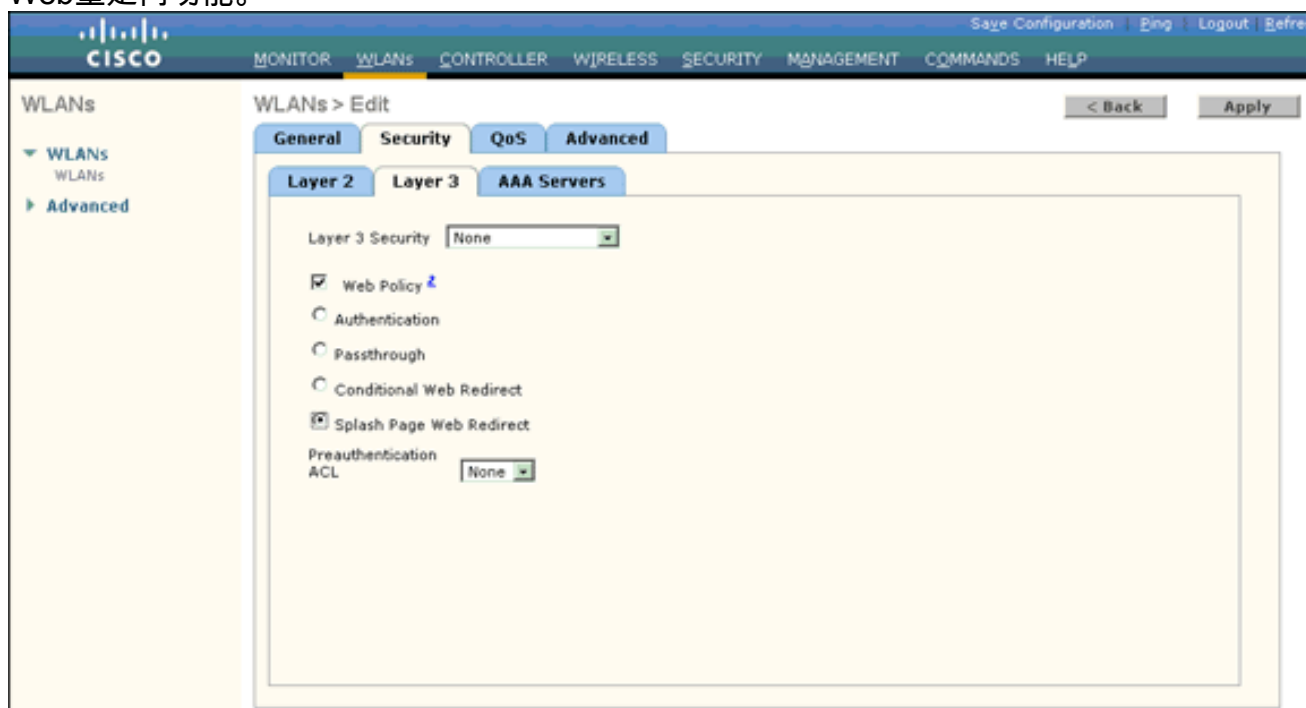 Web重定向功能。
Save Configuration | Ping | Logout | Refre
CISCO
MONITOR WLANs CONTROLLER WIRELESS SECURITY MANAGEMENT COMMANDS HELP
WLANs
WLANs > Edit
< Back Apply
WLANs
WLANs
Advanced
General Security QoS Advanced
Layer 2 Layer 3 AAA Servers
Layer 3 Security None
Web Policy 2
Authentication
Passthrough
Conditional Web Redirect
Splash Page Web Redirect
Preauthentication
ACL None